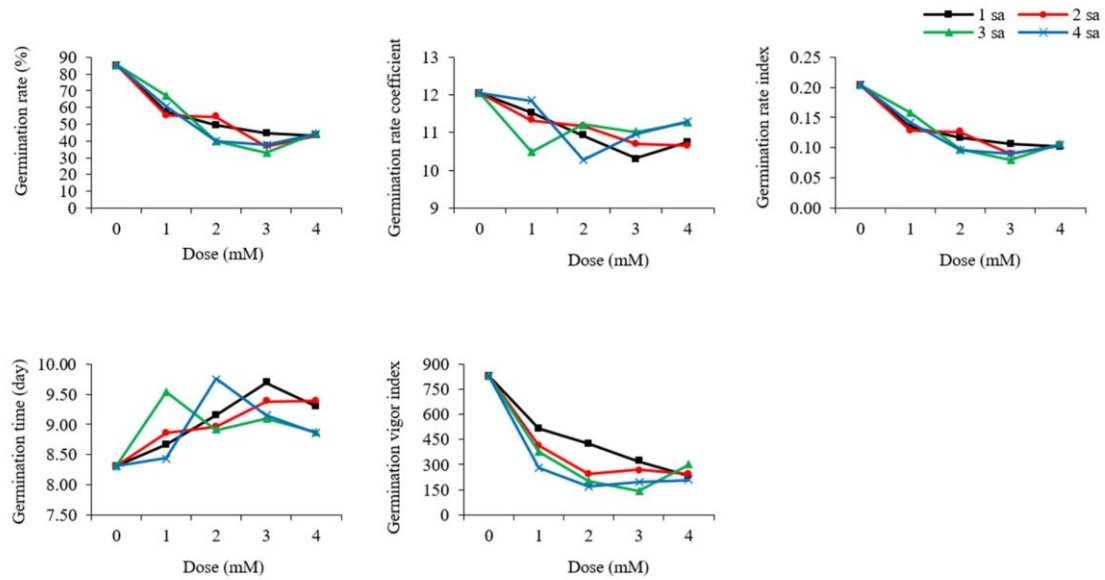 1 sa 2 sa
3 sa 4 sa
Germination rate (%)
90
80
70
60
50
40
30
20
10
0
0 1 2 3 4
Dose (mM)
Germination rate coefficient
13
12
11
10
9
0 1 2 3 4
Dose (mM)
Germination rate index
0.25
0.20
0.15
0.10
0.05
0.00
0 1 2 3 4
Dose (mM)
Germination time (day)
10.00
9.50
9.00
8.50
8.00
7.50
0 1 2 3 4
Dose (mM)
Germination vigor index
900
750
600
450
300
150
0
0 1 2 3 4
Dose (mM)